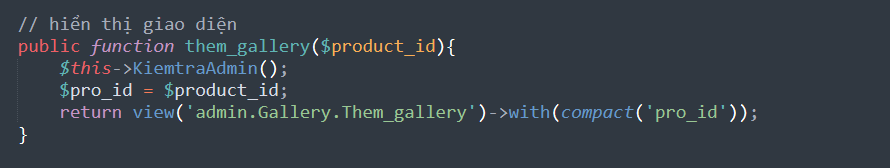 // hiển thị giao diện
public function them_gallery($product_id){
$this->KiemtraAdmin();
$pro_id = $product_id;
return view('admin.Gallery.Them_gallery')->with(compact('pro_id'));
}